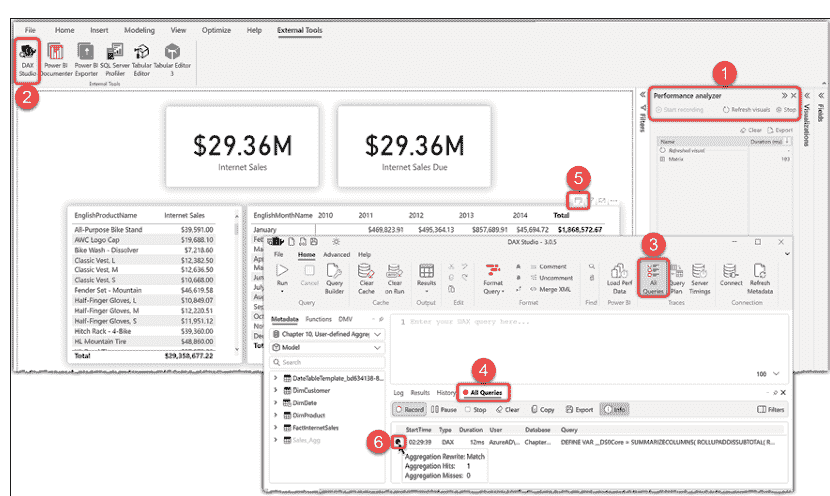 File Home Insert Modeling View Optimize Help External Tools
DAX Studio
Power BI Documenter
Power BI Exporter
SQL Server Profiler
Tabular Editor
Tabular Editor 3
External Tools
2
1
Performance analyzer
Start recording Refresh visuals Stop
Clear Export
Name Duration (ms)
Refreshed visual -
Matrix 193
Filters
Visualizations
Fields
$29.36M
Internet Sales
$29.36M
Internet Sales Due
5
EnglishProductName Internet Sales
All-Purpose Bike Stand $39,591.00
AWC Logo Cap $19,688.10
Bike Wash - Dissolver $7,218.60
Classic Vest, L $12,382.50
Classic Vest, M $12,636.50
Classic Vest, S $10,668.00
Fender Set - Mountain $46,619.58
Half-Finger Gloves, L $10,849.07
Half-Finger Gloves, M $12,220.51
Half-Finger Gloves, S $11,951.12
Hitch Rack - 4-Bike $39,360.00
HL Mountain Tire $48,860.00
Total $29,358,677.22
EnglishMonthName 2010 2011 2012 2013 2014 Total
January $469,823.91 $495,364.13 $857,689.91 $45,694.72 $1,868,572.67
DAX Studio - 3.0.5
File Home Advanced Help
3
Run
Cancel
Query Builder
Query
Clear Cache
Clear on Run
Cache
Results
Output
Edit
Format Query
Comment
Uncomment
Merge XML
Format
Find
Load Perf Data
Power BI
All Queries
Query Plan
Server Timings
Traces
Connect
Refresh Metadata
Connection
Metadata Functions DMV
Chapter 10, User-defined Aggreg
Model
Search
DateTableTemplate_bd634138-B...
DimCustomer
DimDate
DimProduct
FactInternetSales
Sales_Agg
1 Enter your DAX query here...
100
4
Log Results History All Queries
Record Pause Stop Clear Copy Export Info Filters
StartTime Type Duration User Database Query
6
02:29:39 DAX 12ms AzureAD\... Chapter... DEFINE VAR __DS0Core = SUMMARIZECOLUMNS( ROLLUPADDISSUBTOTAL( R...
Aggregation Rewrite: Match
Aggregation Hits: 1
Aggregation Misses: 0